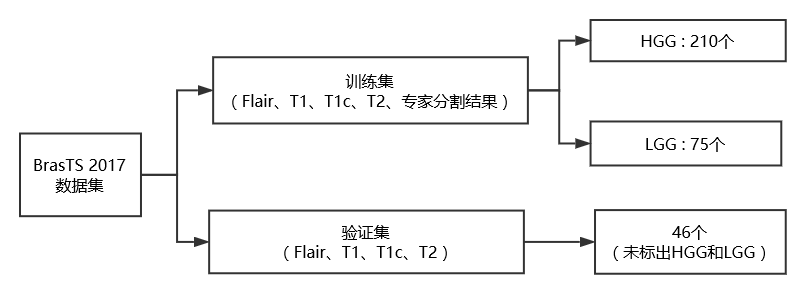 BrasTS 2017
数据集
训练集
（Flair、T1、T1c、T2、专家分割结果）
HGG : 210个
LGG : 75个
验证集
（Flair、T1、T1c、T2）
46个
（未标出HGG和LGG）